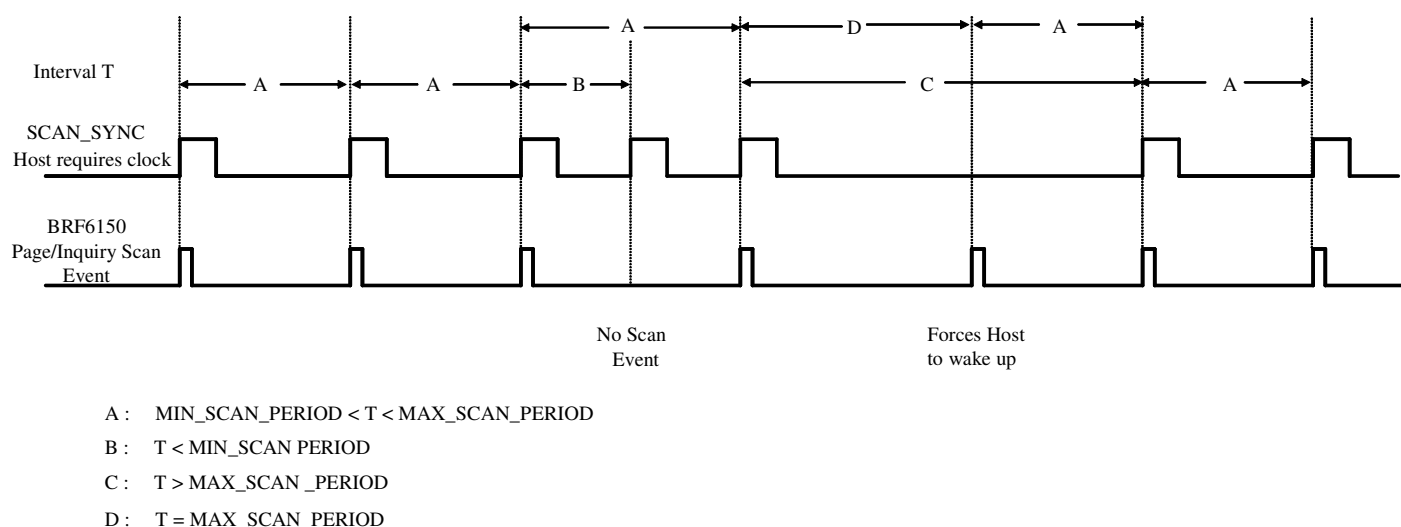 A D A
Interval T
A A B C A
SCAN_SYNC
Host requires clock
BRF6150
Page/Inquiry Scan
Event
No Scan
Event
Forces Host
to wake up
A : MIN_SCAN_PERIOD < T < MAX_SCAN_PERIOD
B : T < MIN_SCAN PERIOD
C : T > MAX_SCAN _PERIOD
D : T = MAX_SCAN_PERIOD